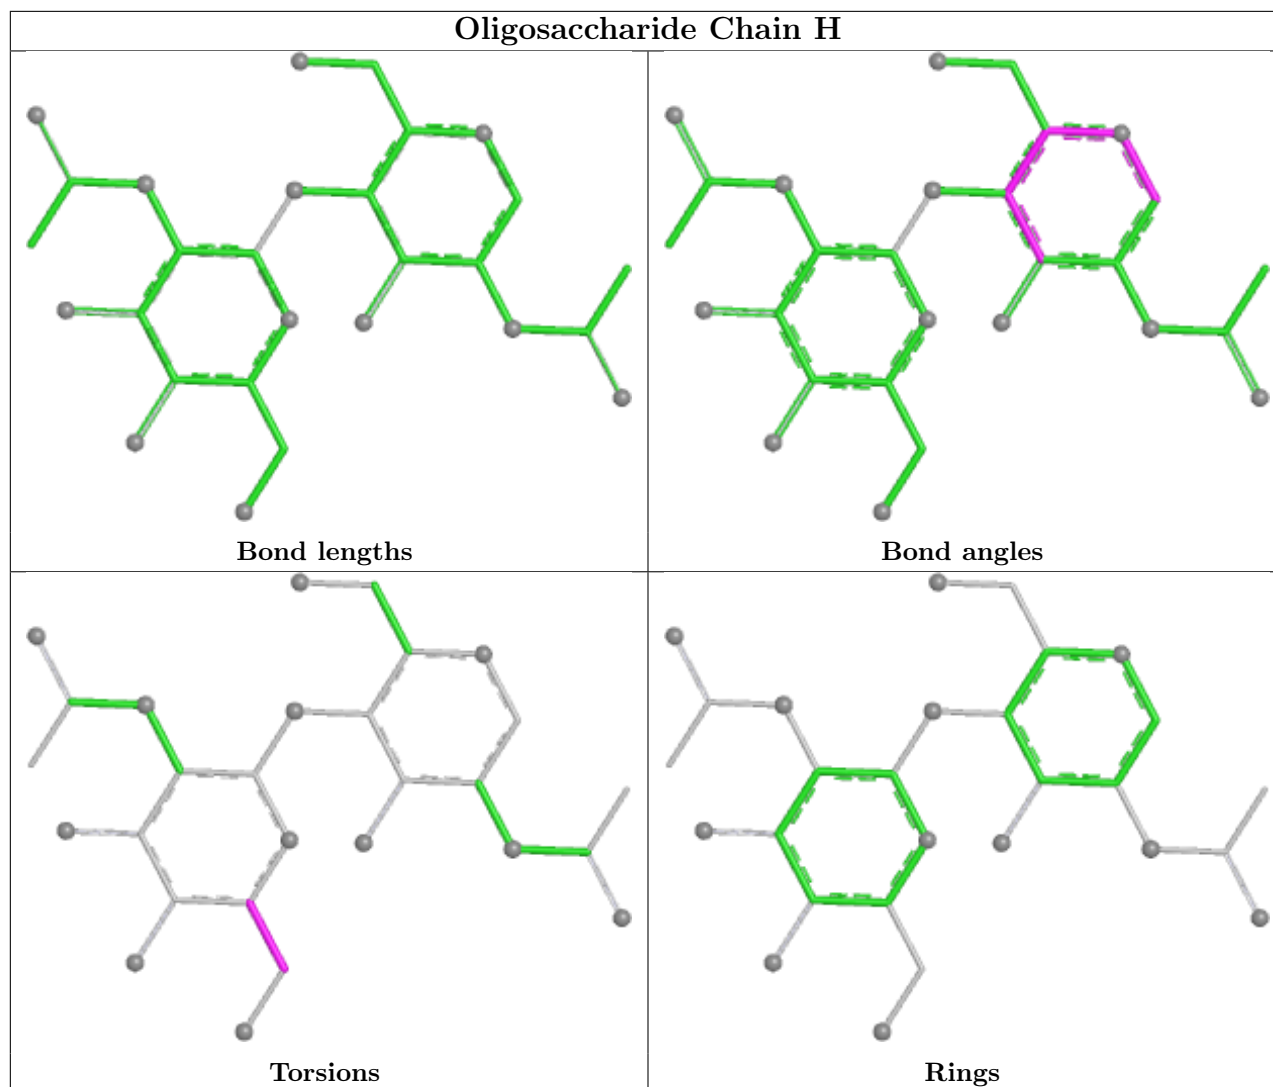 Oligosaccharide Chain H
Bond lengths
Bond angles
Torsions
Rings